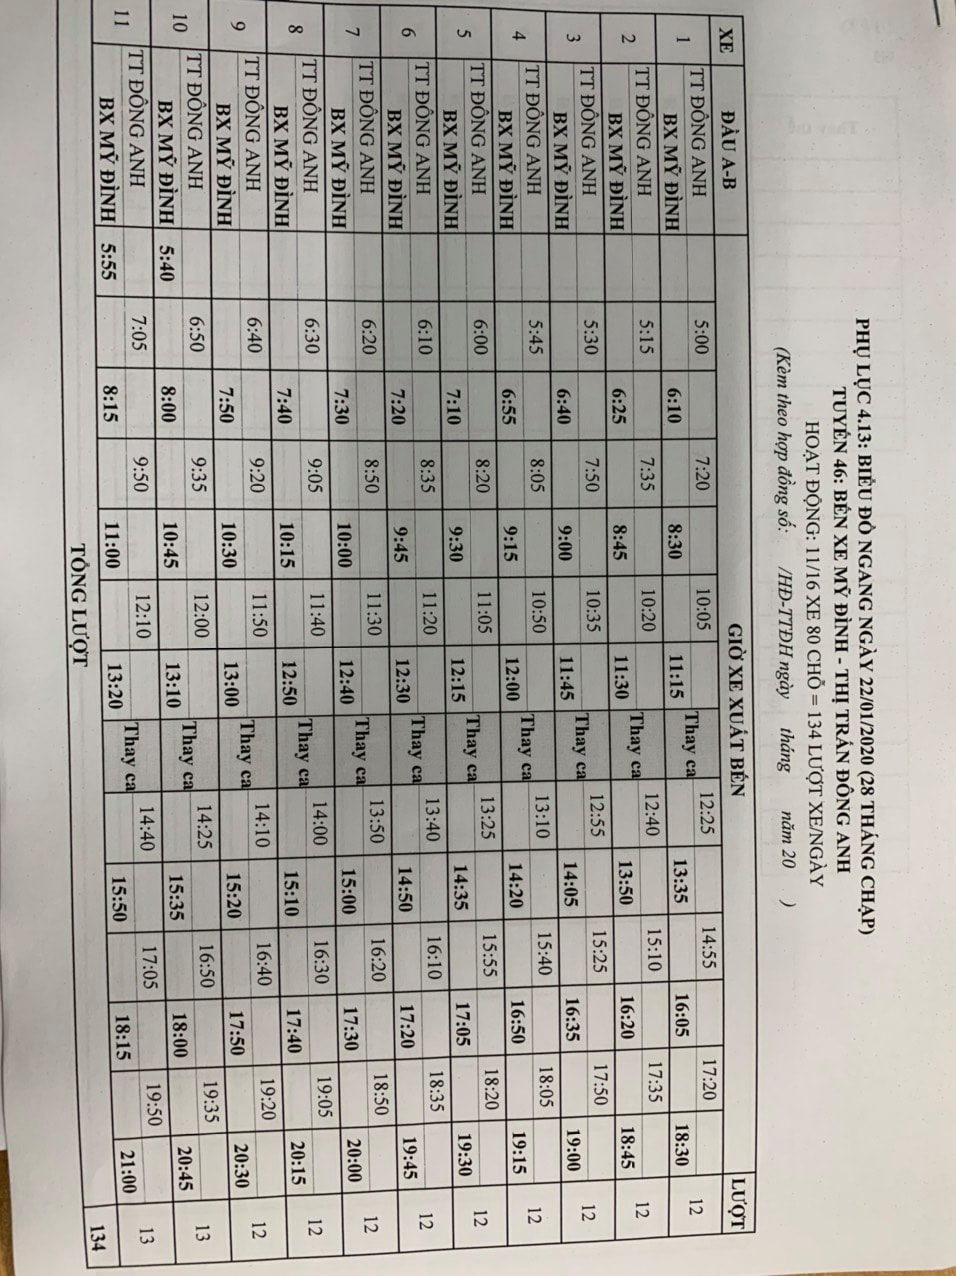 PHỤ LỤC 4.13: BIỂU ĐỒ NGANG NGÀY 22/01/2020 (28 THÁNG CHẠP)
TUYẾN 46: BẾN XE MỸ ĐÌNH - THỊ TRẤN ĐÔNG ANH
HOẠT ĐỘNG: 11/16 XE 80 CHỖ = 134 LƯỢT XE/NGÀY
(Kèm theo hợp đồng số: /HĐ-TTĐH ngày tháng năm 20 )
XE ĐẦU A-B GIỜ XE XUẤT BẾN LƯỢT
1 TT ĐÔNG ANH 5:00 7:20 10:05 Thay ca 12:25 14:55 17:20 12
BX MỸ ĐÌNH 6:10 8:30 11:15 13:35 16:05 18:30
2 TT ĐÔNG ANH 5:15 7:35 10:20 Thay ca 12:40 15:10 17:35 12
BX MỸ ĐÌNH 6:25 8:45 11:30 13:50 16:20 18:45
3 TT ĐÔNG ANH 5:30 7:50 10:35 Thay ca 12:55 15:25 17:50 12
BX MỸ ĐÌNH 6:40 9:00 11:45 14:05 16:35 19:00
4 TT ĐÔNG ANH 5:45 8:05 10:50 Thay ca 13:10 15:40 18:05 12
BX MỸ ĐÌNH 6:55 9:15 12:00 14:20 16:50 19:15
5 TT ĐÔNG ANH 6:00 8:20 11:05 Thay ca 13:25 15:55 18:20 12
BX MỸ ĐÌNH 7:10 9:30 12:15 14:35 17:05 19:30
6 TT ĐÔNG ANH 6:10 8:35 11:20 Thay ca 13:40 16:10 18:35 12
BX MỸ ĐÌNH 7:20 9:45 12:30 14:50 17:20 19:45
7 TT ĐÔNG ANH 6:20 8:50 11:30 Thay ca 13:50 16:20 18:50 12
BX MỸ ĐÌNH 7:30 10:00 12:40 15:00 17:30 20:00
8 TT ĐÔNG ANH 6:30 9:05 11:40 Thay ca 14:00 16:30 19:05 12
BX MỸ ĐÌNH 7:40 10:15 12:50 15:10 17:40 20:15
9 TT ĐÔNG ANH 6:40 9:20 11:50 Thay ca 14:10 16:40 19:20 12
BX MỸ ĐÌNH 7:50 10:30 13:00 15:20 17:50 20:30
10 TT ĐÔNG ANH 6:50 9:35 12:00 Thay ca 14:25 16:50 19:35 13
BX MỸ ĐÌNH 5:40 8:00 10:45 13:10 15:35 18:00 20:45
11 TT ĐÔNG ANH 7:05 9:50 12:10 Thay ca 14:40 17:05 19:50 13
BX MỸ ĐÌNH 5:55 8:15 11:00 13:20 15:50 18:15 21:00
TỔNG LƯỢT 134